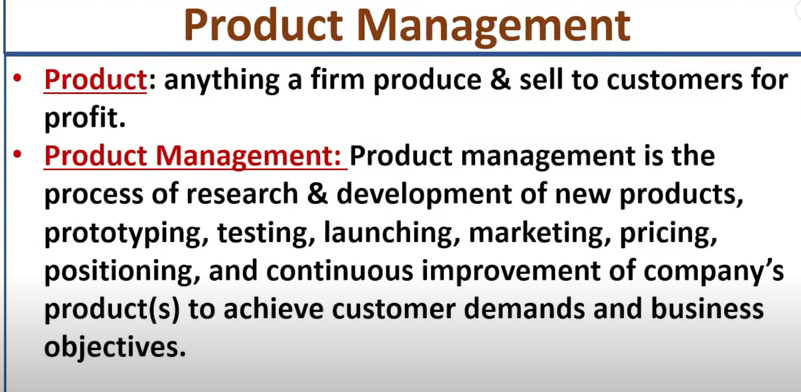 Product Management
• Product: anything a firm produce & sell to customers for
profit.
• Product Management: Product management is the
process of research & development of new products,
prototyping, testing, launching, marketing, pricing,
positioning, and continuous improvement of company’s
product(s) to achieve customer demands and business
objectives.